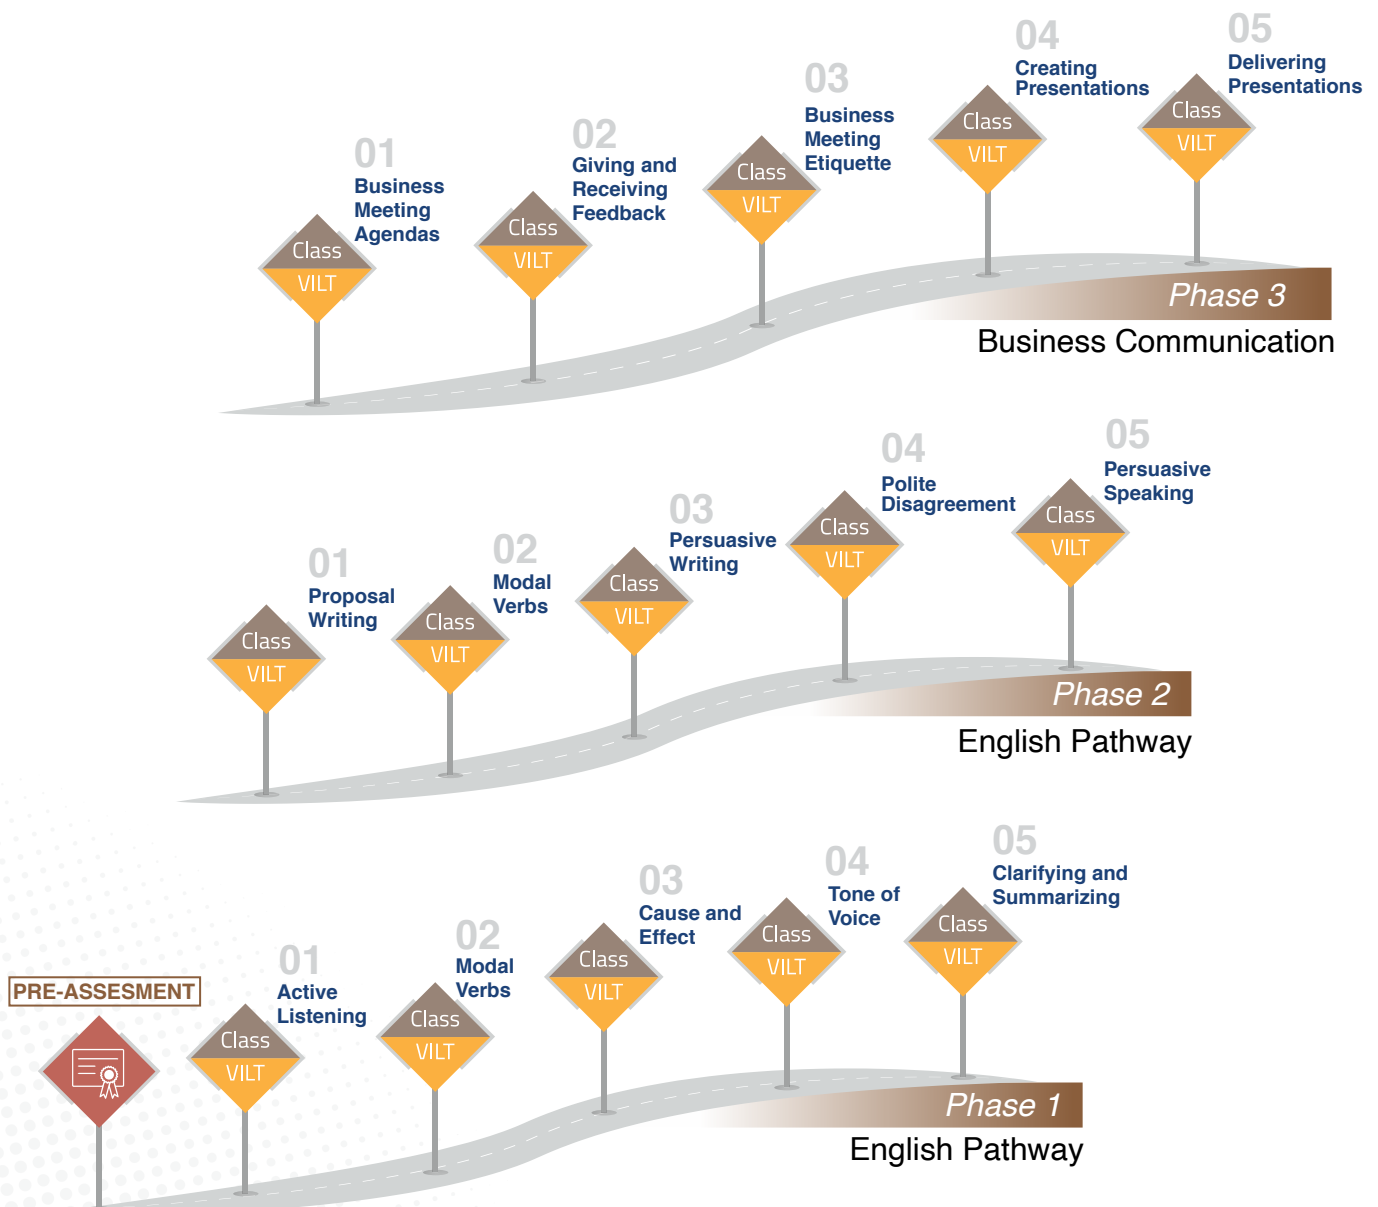 01
Business
Meeting
Agendas
Class
VILT
02
Giving and
Receiving
Feedback
Class
VILT
03
Business
Meeting
Etiquette
Class
VILT
04
Creating
Presentations
Class
VILT
05
Delivering
Presentations
Class
VILT
Phase 3
Business Communication
01
Proposal
Writing
Class
VILT
02
Modal
Verbs
Class
VILT
03
Persuasive
Writing
Class
VILT
04
Polite
Disagreement
Class
VILT
05
Persuasive
Speaking
Class
VILT
Phase 2
English Pathway
PRE-ASSESMENT
01
Active
Listening
Class
VILT
02
Modal
Verbs
Class
VILT
03
Cause and
Effect
Class
VILT
04
Tone of
Voice
Class
VILT
05
Clarifying and
Summarizing
Class
VILT
Phase 1
English Pathway